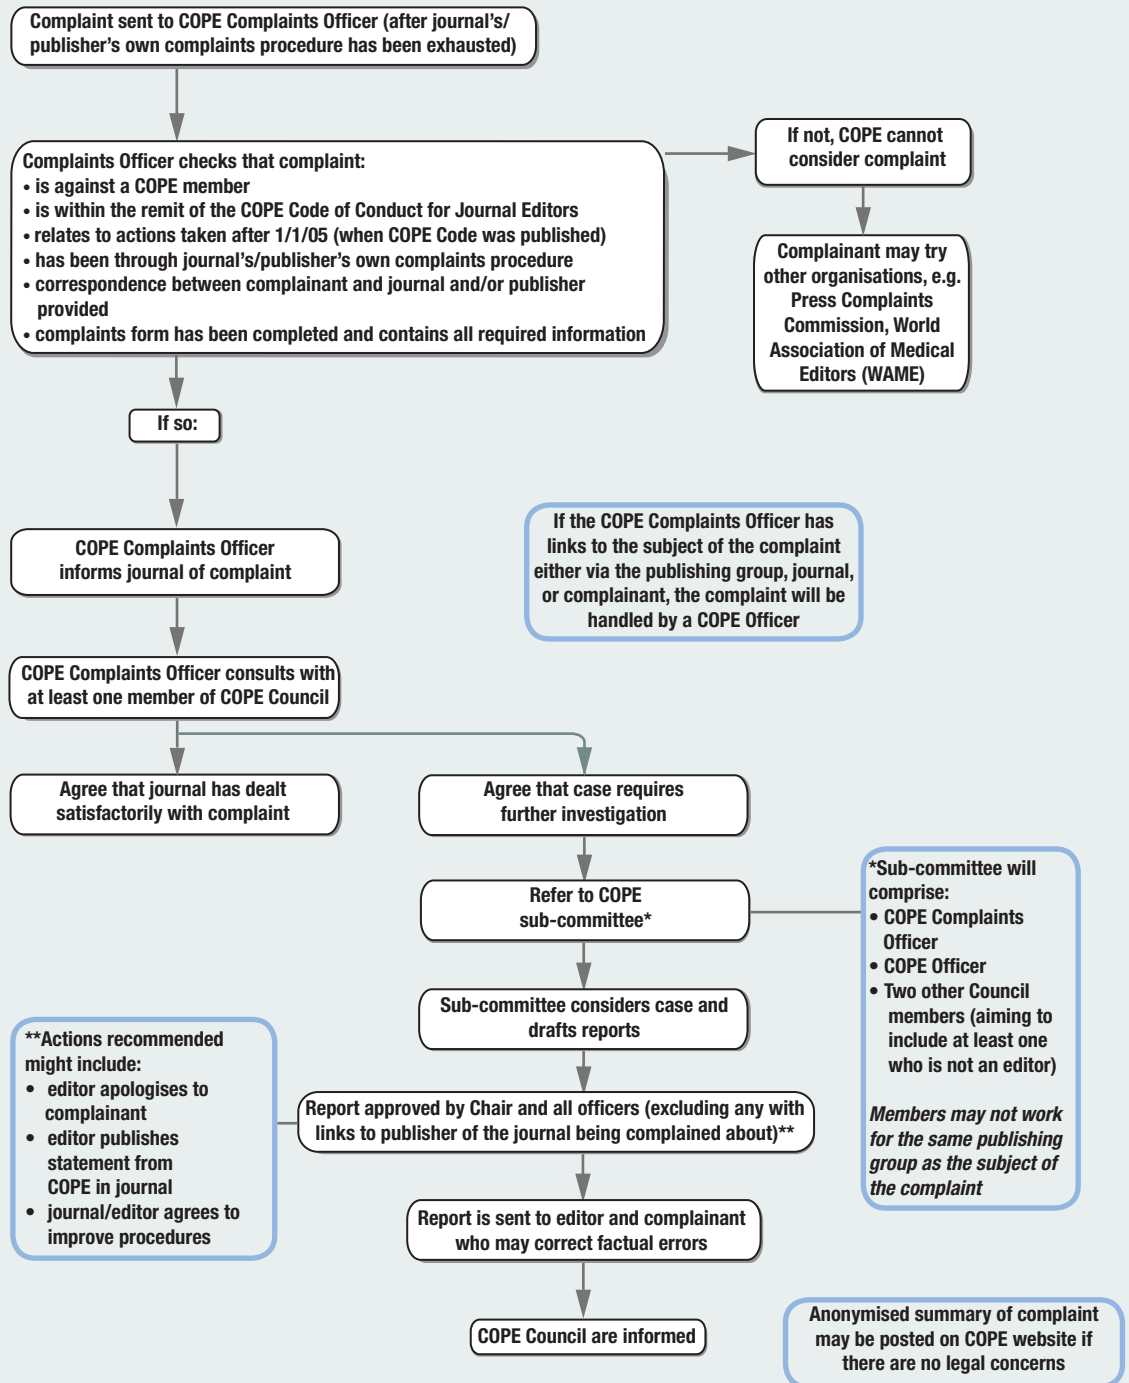 Complaint sent to COPE Complaints Officer (after journal’s/
publisher’s own complaints procedure has been exhausted)
Complaints Officer checks that complaint:
• is against a COPE member
• is within the remit of the COPE Code of Conduct for Journal Editors
• relates to actions taken after 1/1/05 (when COPE Code was published)
• has been through journal’s/publisher’s own complaints procedure
• correspondence between complainant and journal and/or publisher
provided
• complaints form has been completed and contains all required information
If not, COPE cannot
consider complaint
Complainant may try
other organisations, e.g.
Press Complaints
Commission, World
Association of Medical
Editors (WAME)
If so:
COPE Complaints Officer
informs journal of complaint
If the COPE Complaints Officer has
links to the subject of the complaint
either via the publishing group, journal,
or complainant, the complaint will be
handled by a COPE Officer
COPE Complaints Officer consults with
at least one member of COPE Council
Agree that journal has dealt
satisfactorily with complaint
Agree that case requires
further investigation
Refer to COPE
sub-committee*
*Sub-committee will
comprise:
• COPE Complaints
Officer
• COPE Officer
• Two other Council
members (aiming to
include at least one
who is not an editor)
Members may not work
for the same publishing
group as the subject of
the complaint
Sub-committee considers case and
drafts reports
**Actions recommended
might include:
• editor apologises to
complainant
• editor publishes
statement from
COPE in journal
• journal/editor agrees to
improve procedures
Report approved by Chair and all officers (excluding any with
links to publisher of the journal being complained about)**
Report is sent to editor and complainant
who may correct factual errors
COPE Council are informed
Anonymised summary of complaint
may be posted on COPE website if
there are no legal concerns